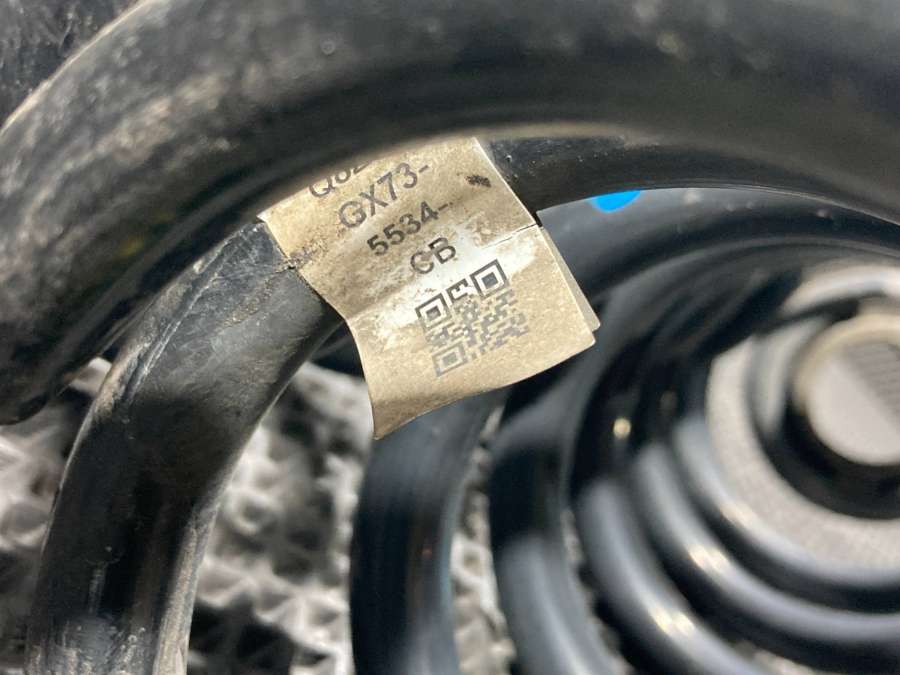 GX73-
5534-
CB